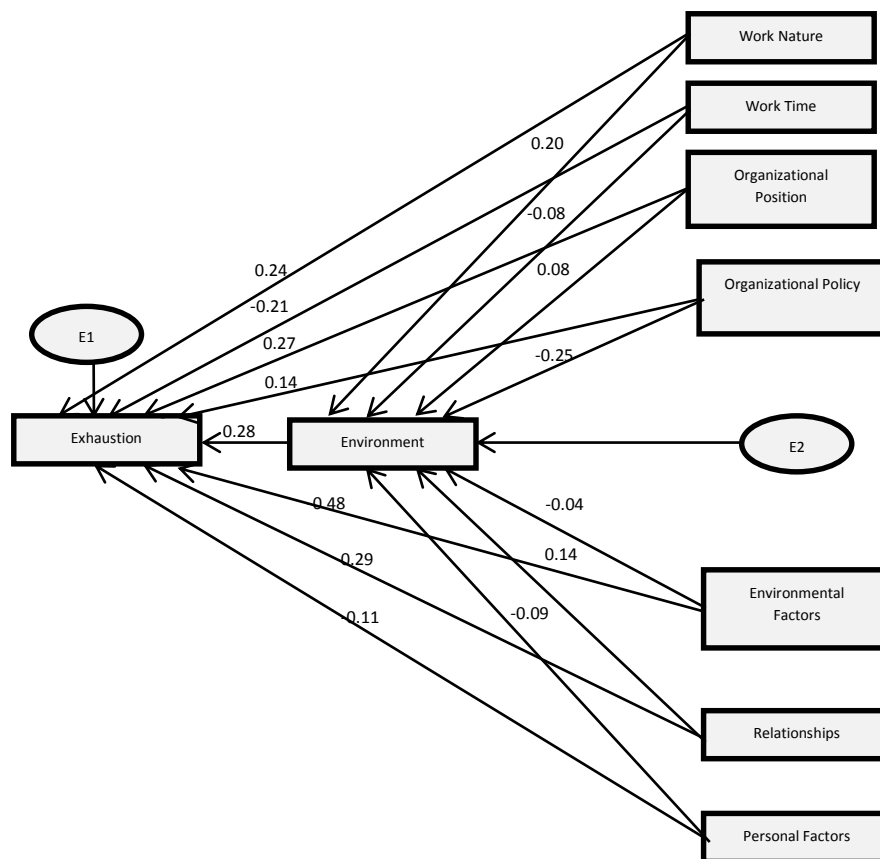 Work Nature
Work Time
0.20
Organizational
Position
-0.08
0.24
0.08
Organizational Policy
-0.21
E1
0.27
-0.25
0.14
Exhaustion
0.28
Environment
E2
0.48
-0.04
0.29
0.14
Environmental
Factors
-0.11
-0.09
Relationships
Personal Factors